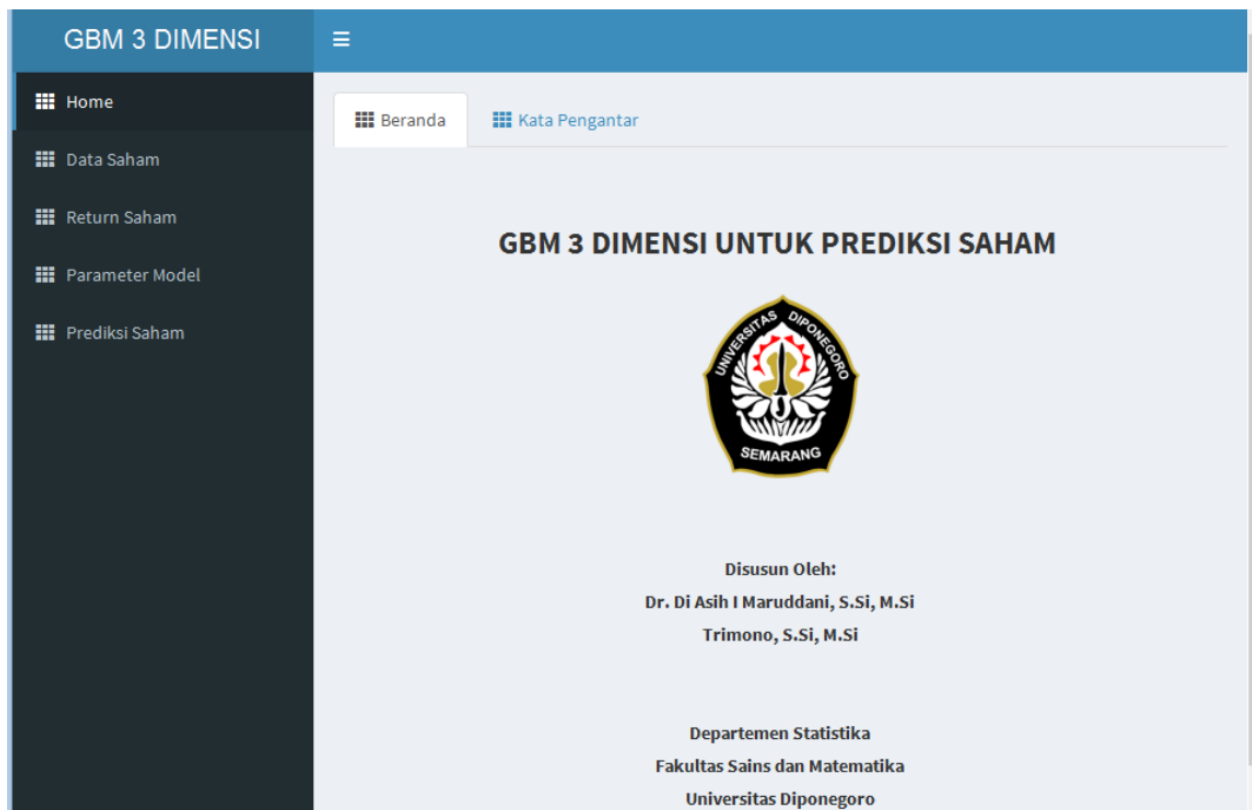 GBM 3 DIMENSI
Home
Data Saham
Return Saham
Parameter Model
Prediksi Saham
Beranda
Kata Pengantar
GBM 3 DIMENSI UNTUK PREDIKSI SAHAM
UNIVERSITAS DIPONEGORO
SEMARANG
Disusun Oleh:
Dr. Di Asih I Maruddani, S.Si, M.Si
Trimono, S.Si, M.Si
Departemen Statistika
Fakultas Sains dan Matematika
Universitas Diponegoro